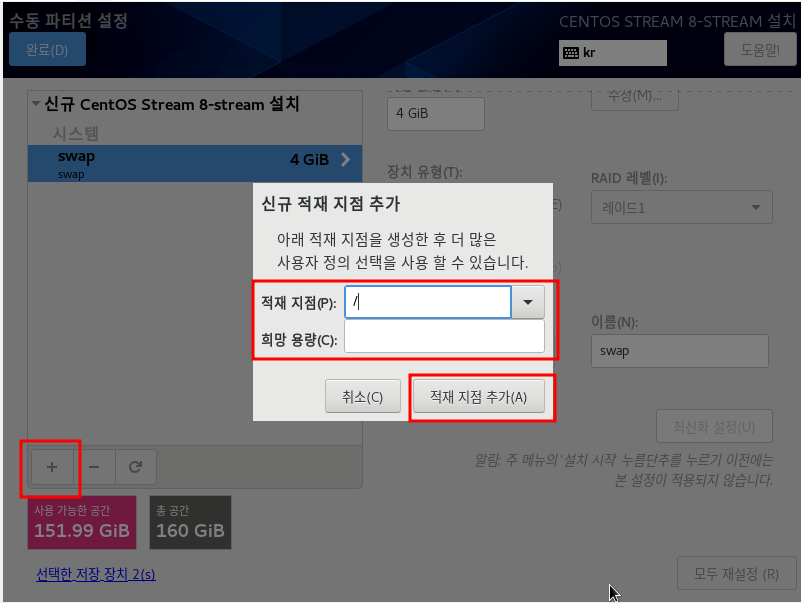 수동 파티션 설정
CENTOS STREAM 8-STREAM 설치
완료(D)
kr
도움말!
신규 CentOS Stream 8-stream 설치
시스템
swap
4 GiB
swap
4 GiB
수정(M)...
장치 유형(T):
RAID 레벨(I):
레이드1
이름(N):
swap
최신화 설정(U)
알림: 주 메뉴의 '설치 시작' 누름단추를 누르기 이전에는
본 설정이 적용되지 않습니다.
신규 적재 지점 추가
아래 적재 지점을 생성한 후 더 많은
사용자 정의 선택을 사용 할 수 있습니다.
적재 지점(P):
/
희망 용량(C):
취소(C)
적재 지점 추가(A)
+
−
사용 가능한 공간
151.99 GiB
총 공간
160 GiB
선택한 저장 장치 2(s)
모두 재설정 (R)